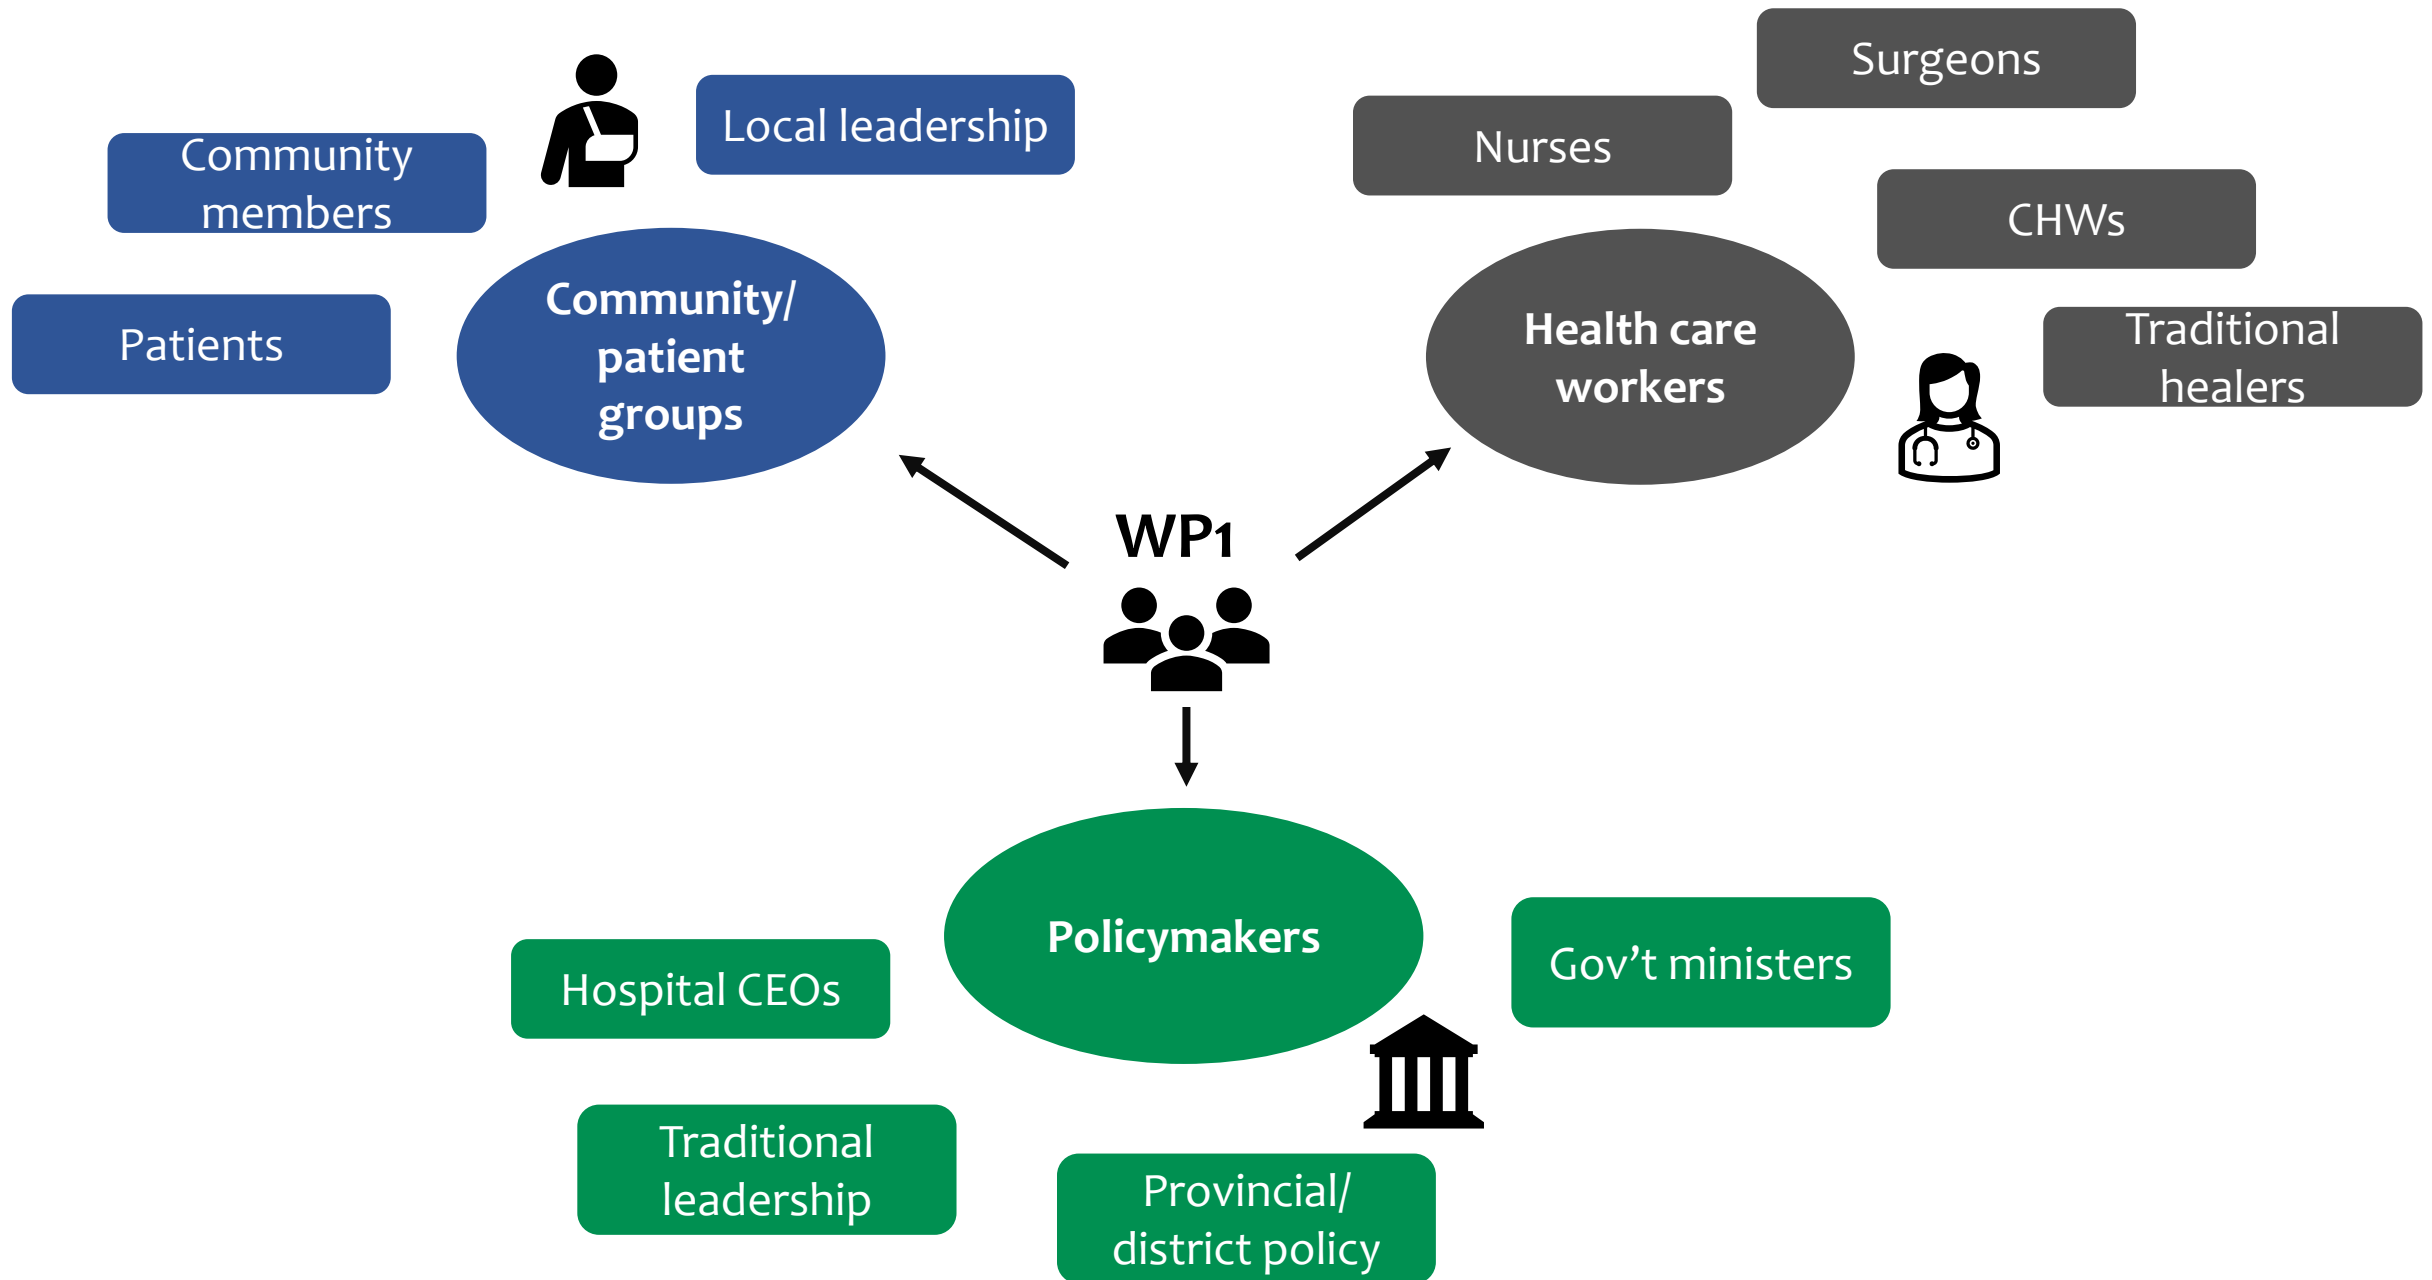 Surgeons
Local leadership
Nurses
Community
members
CHWs
Community/
patient
groups
Health care
workers
Traditional
healers
Patients
WP1
Policymakers
Gov’t ministers
Hospital CEOs
Traditional
leadership
Provincial/
district policy